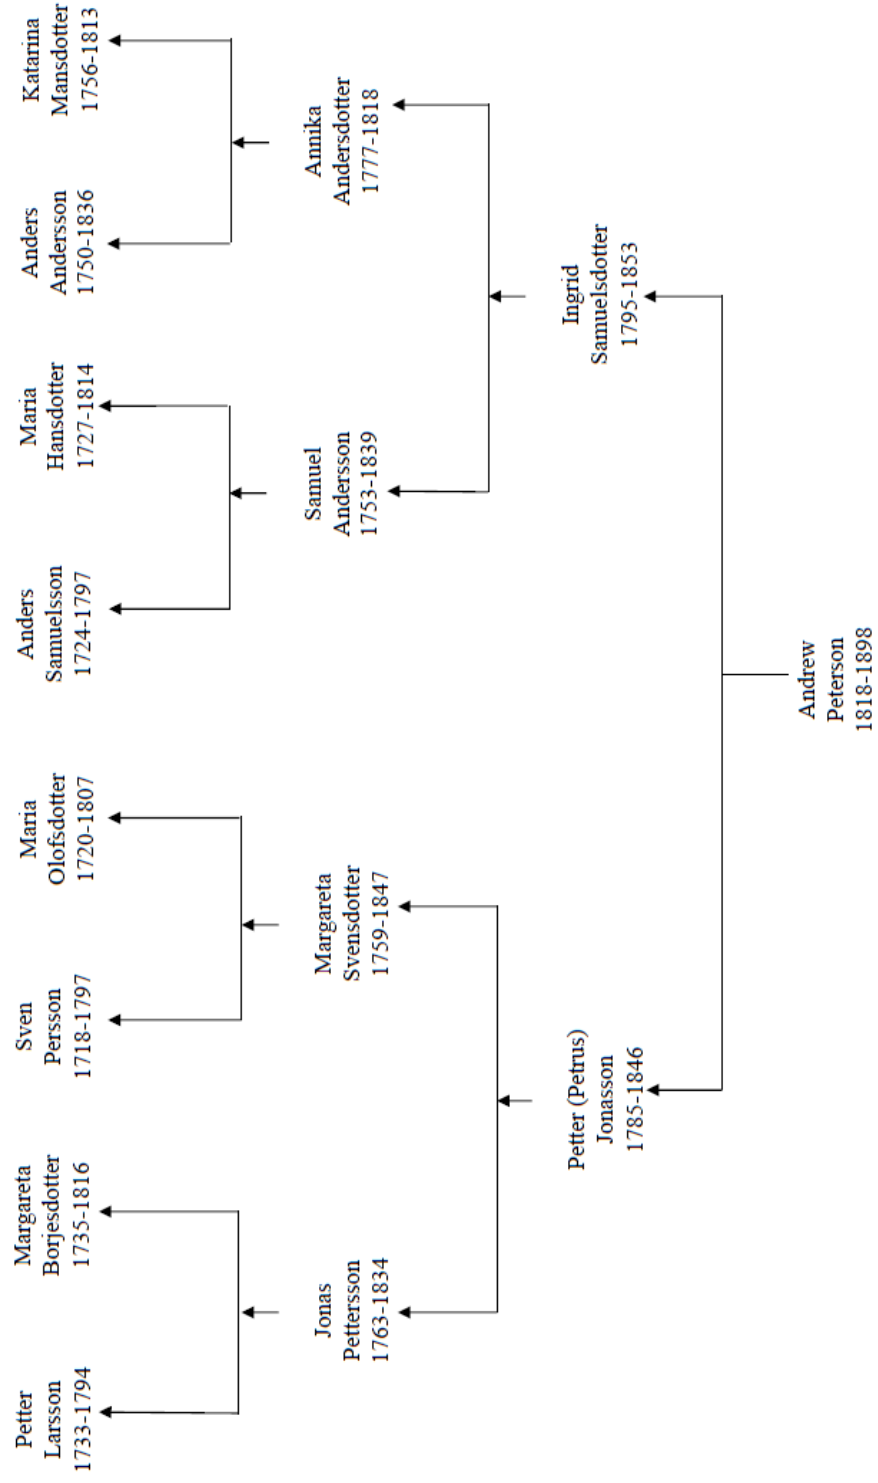 Petter
Larsson
1733-1794
Margareta
Borjesdotter
1735-1816
Sven
Persson
1718-1797
Maria
Olofsdotter
1720-1807
Anders
Samuelsson
1724-1797
Maria
Hansdotter
1727-1814
Anders
Andersson
1750-1836
Katarina
Mansdotter
1756-1813
Jonas
Pettersson
1763-1834
Margareta
Svensdotter
1759-1847
Samuel
Andersson
1753-1839
Annika
Andersdotter
1777-1818
Petter (Petrus)
Jonasson
1785-1846
Ingrid
Samuelsdotter
1795-1853
Andrew
Peterson
1818-1898